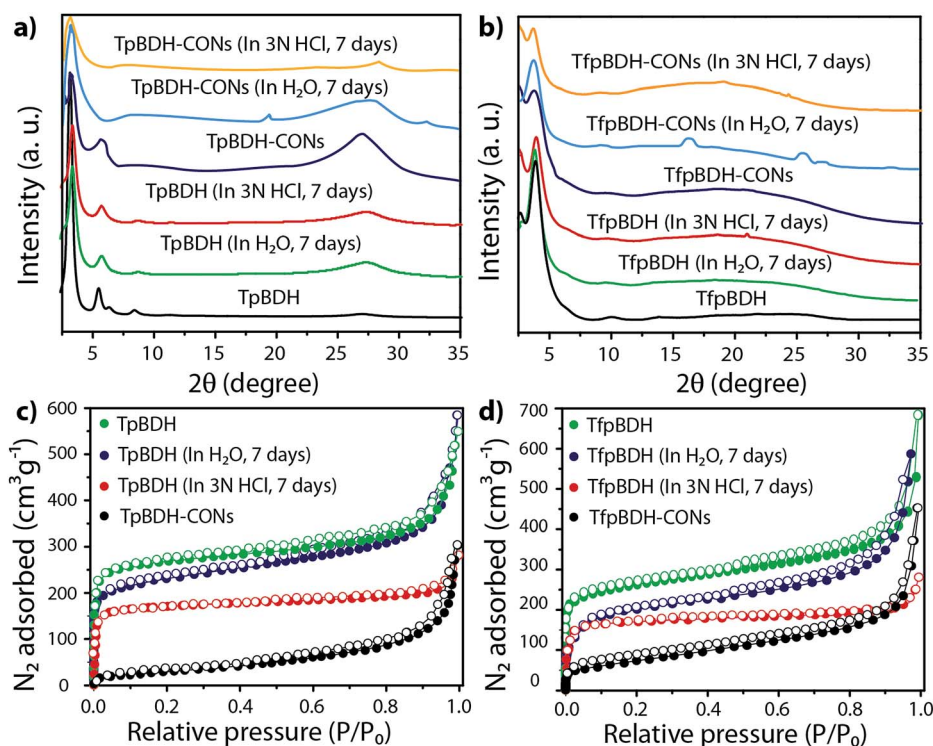 a)
TpBDH-CONs (In 3N HCl, 7 days)
TpBDH-CONs (In H₂O, 7 days)
TpBDH-CONs
TpBDH (In 3N HCl, 7 days)
TpBDH (In H₂O, 7 days)
TpBDH
Intensity (a. u.)
5 10 15 20 25 30 35
2θ (degree)
b)
TfpBDH-CONs (In 3N HCl, 7 days)
TfpBDH-CONs (In H₂O, 7 days)
TfpBDH-CONs
TfpBDH (In 3N HCl, 7 days)
TfpBDH (In H₂O, 7 days)
TfpBDH
Intensity (a. u.)
5 10 15 20 25 30 35
2θ (degree)
c)
600
500
400
300
200
100
0
N₂ adsorbed (cm³g⁻¹)
TpBDH
TpBDH (In H₂O, 7 days)
TpBDH (In 3N HCl, 7 days)
TpBDH-CONs
0.0 0.2 0.4 0.6 0.8 1.0
Relative pressure (P/P₀)
d)
700
600
500
400
300
200
100
0
N₂ adsorbed (cm³g⁻¹)
TfpBDH
TfpBDH (In H₂O, 7 days)
TfpBDH (In 3N HCl, 7 days)
TfpBDH-CONs
0.0 0.2 0.4 0.6 0.8 1.0
Relative pressure (P/P₀)